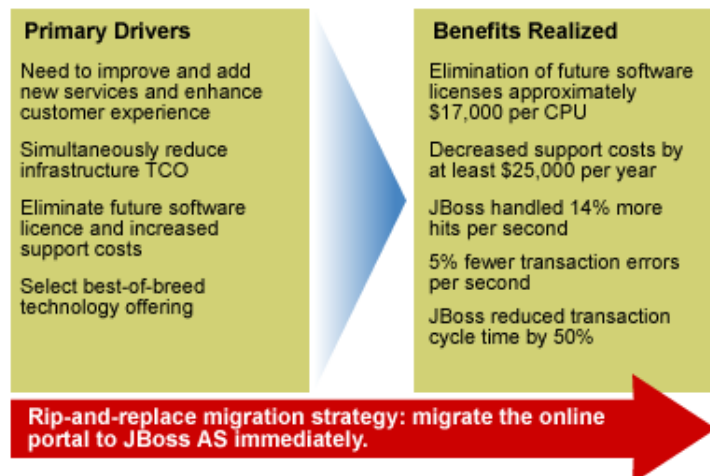 Primary Drivers
Need to improve and add
new services and enhance
customer experience
Simultaneously reduce
infrastructure TCO
Eliminate future software
licence and increased
support costs
Select best-of-breed
technology offering
Benefits Realized
Elimination of future software
licenses approximately
$17,000 per CPU
Decreased support costs by
at least $25,000 per year
JBoss handled 14% more
hits per second
5% fewer transaction errors
per second
JBoss reduced transaction
cycle time by 50%
Rip-and-replace migration strategy: migrate the online
portal to JBoss AS immediately.